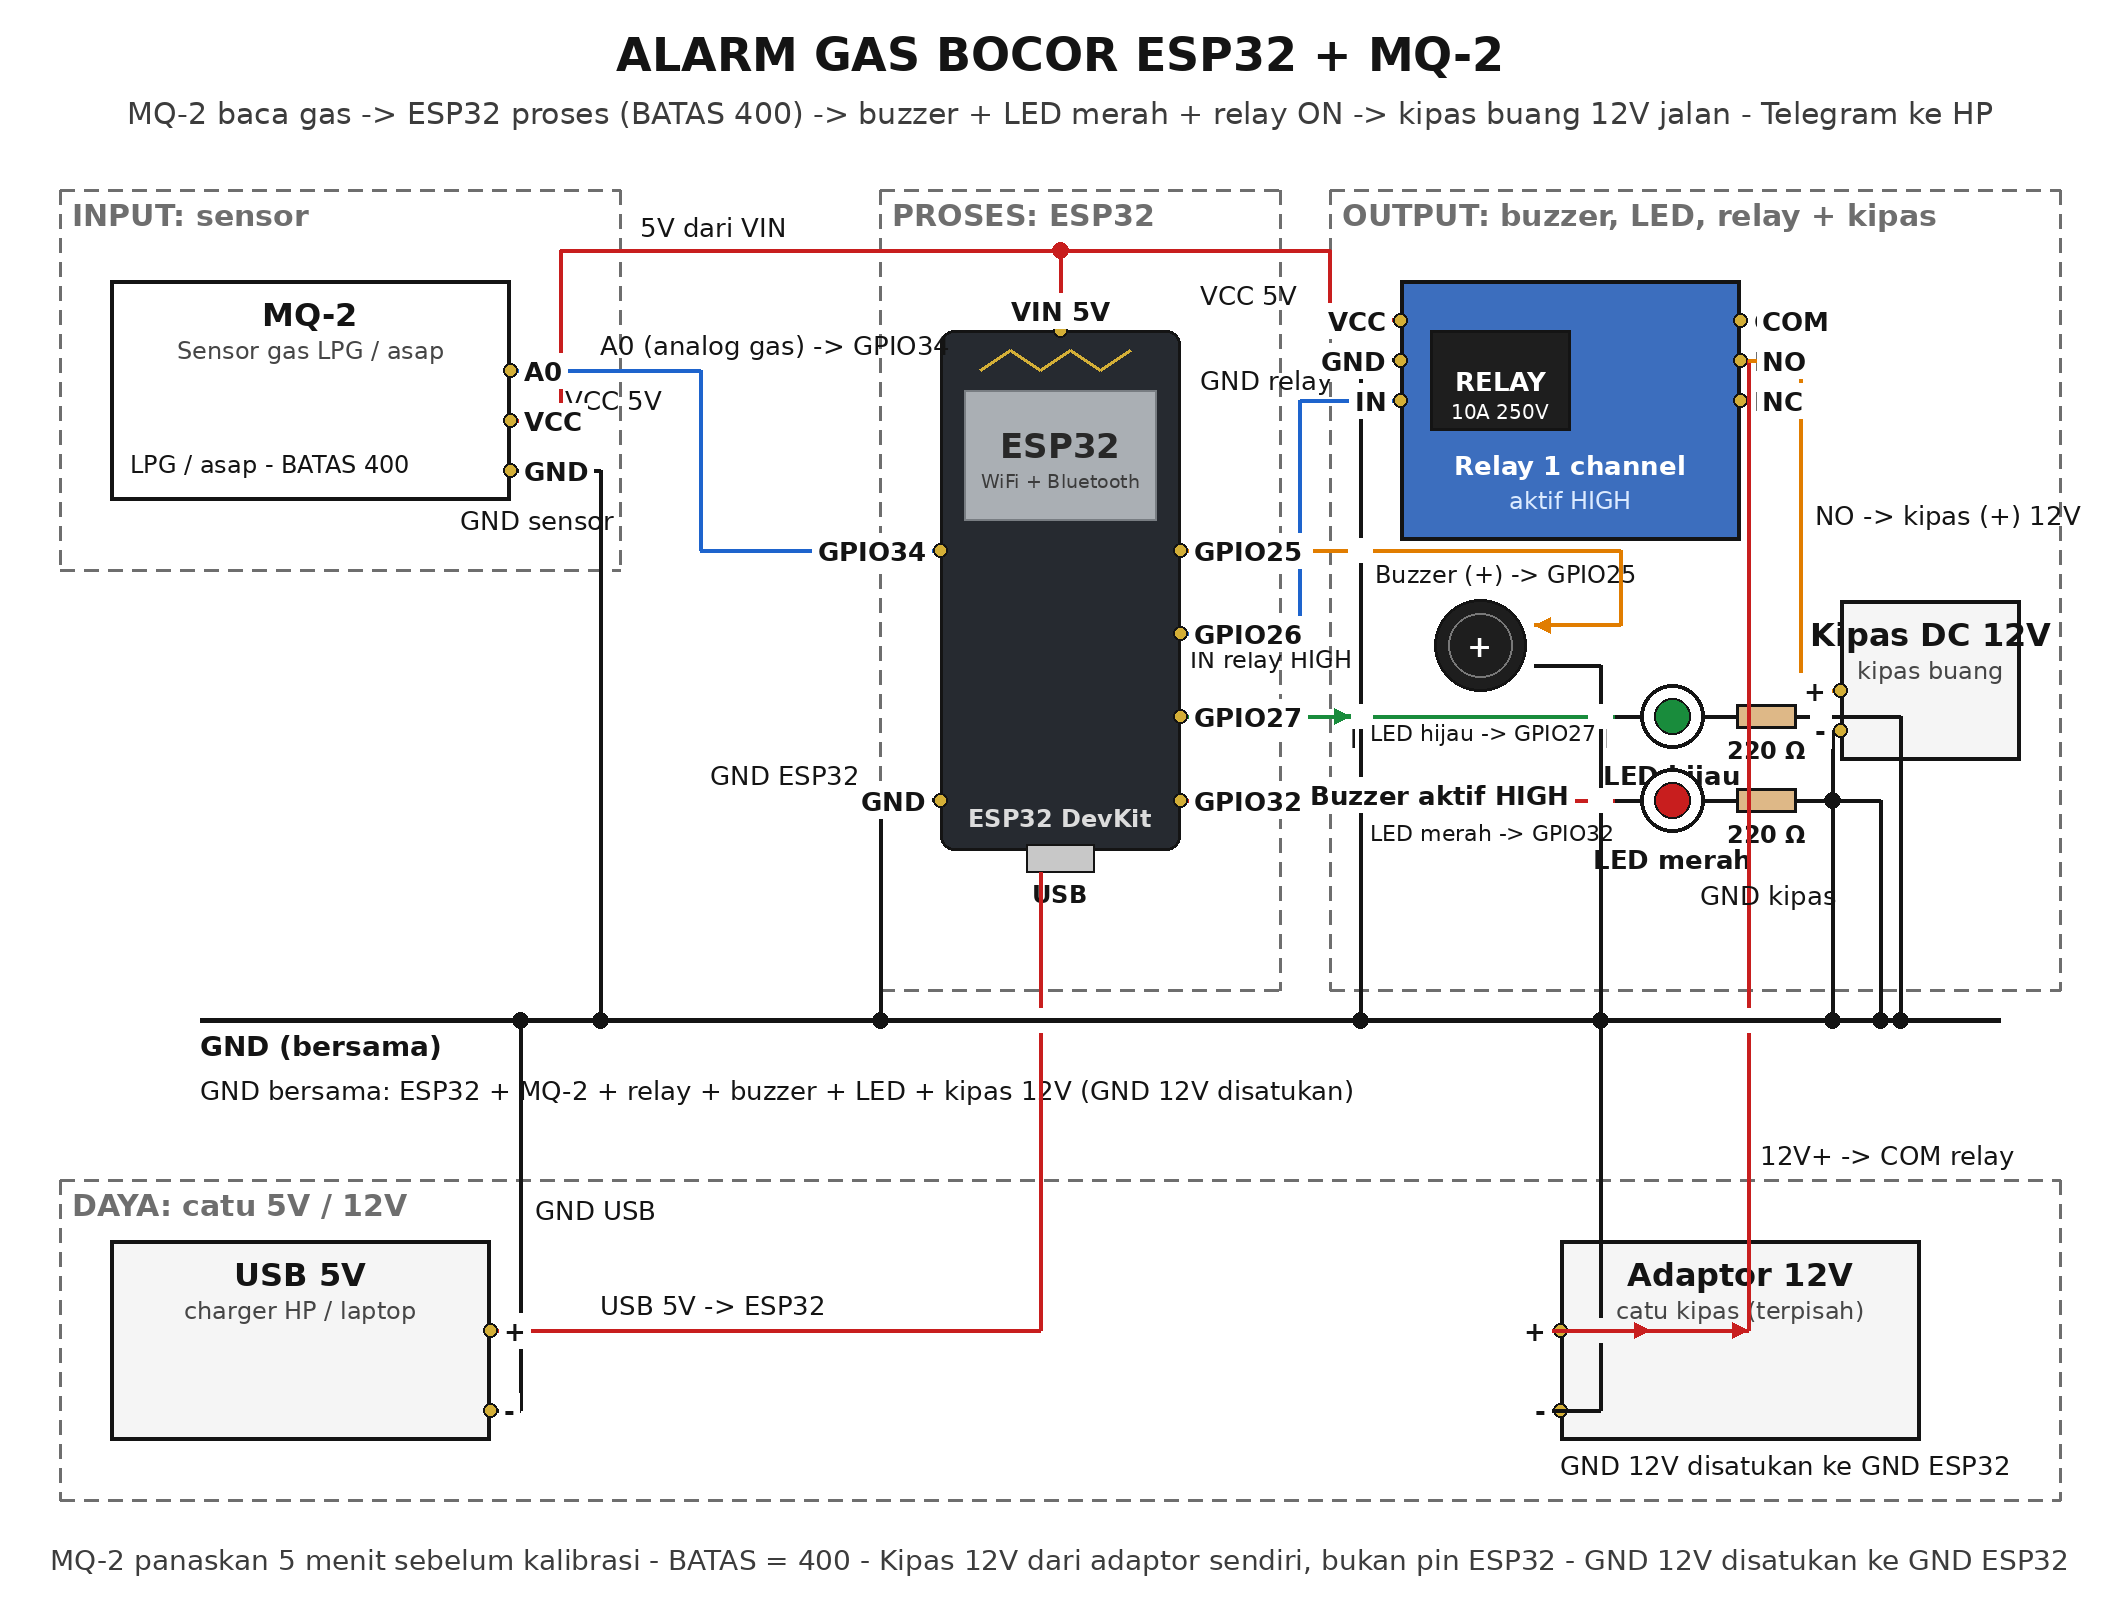 ALARM GAS BOCOR ESP32 + MQ-2
MQ-2 baca gas -> ESP32 proses (BATAS 400) -> buzzer + LED merah + relay ON -> kipas buang 12V jalan - Telegram ke HP
INPUT: sensor
PROSES: ESP32
OUTPUT: buzzer, LED, relay + kipas
5V dari VIN
MQ-2
Sensor gas LPG / asap
LPG / asap - BATAS 400
A0
VCC
GND
A0 (analog gas) -> GPIO34
VCC 5V
GND sensor
VIN 5V
ESP32
WiFi + Bluetooth
GPIO34
GND ESP32
GND
ESP32 DevKit
USB
GPIO25
GPIO26
IN relay HIGH
GPIO27
GPIO32
VCC 5V
GND relay
VCC
GND
IN
RELAY
10A 250V
Relay 1 channel
aktif HIGH
COM
NO
NC
NO -> kipas (+) 12V
Buzzer (+) -> GPIO25
+
Kipas DC 12V
kipas buang
+
-
LED hijau -> GPIO27
220 Ω
LED hijau
Buzzer aktif HIGH
LED merah -> GPIO32
220 Ω
LED merah
GND kipas
GND (bersama)
GND bersama: ESP32 + MQ-2 + relay + buzzer + LED + kipas 12V (GND 12V disatukan)
12V+ -> COM relay
DAYA: catu 5V / 12V
GND USB
USB 5V
charger HP / laptop
+
-
USB 5V -> ESP32
Adaptor 12V
catu kipas (terpisah)
+
-
GND 12V disatukan ke GND ESP32
MQ-2 panaskan 5 menit sebelum kalibrasi - BATAS = 400 - Kipas 12V dari adaptor sendiri, bukan pin ESP32 - GND 12V disatukan ke GND ESP32